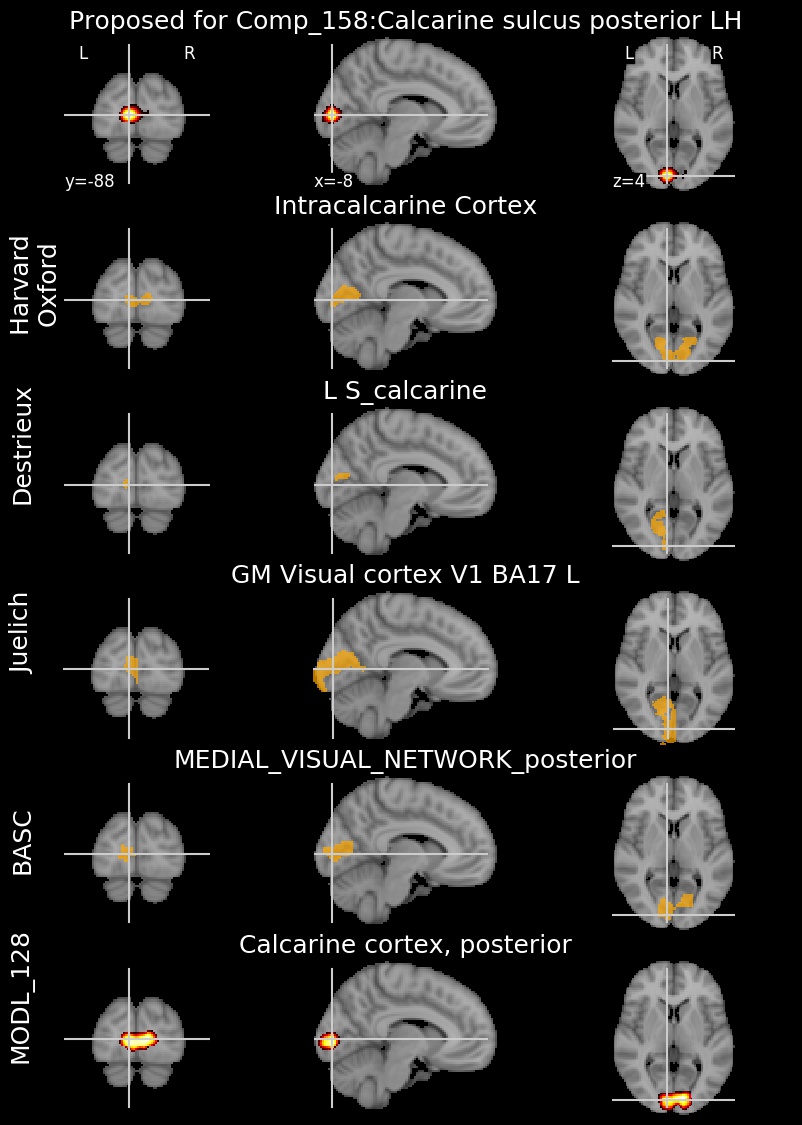 Proposed for Comp_158:Calcarine sulcus posterior LH
L R L R
y=-88 x=-8 z=4
Intracalcarine Cortex
Harvard
Oxford
L S_calcarine
Destrieux
GM Visual cortex V1 BA17 L
Juelich
MEDIAL_VISUAL_NETWORK_posterior
BASC
Calcarine cortex, posterior
MODL_128